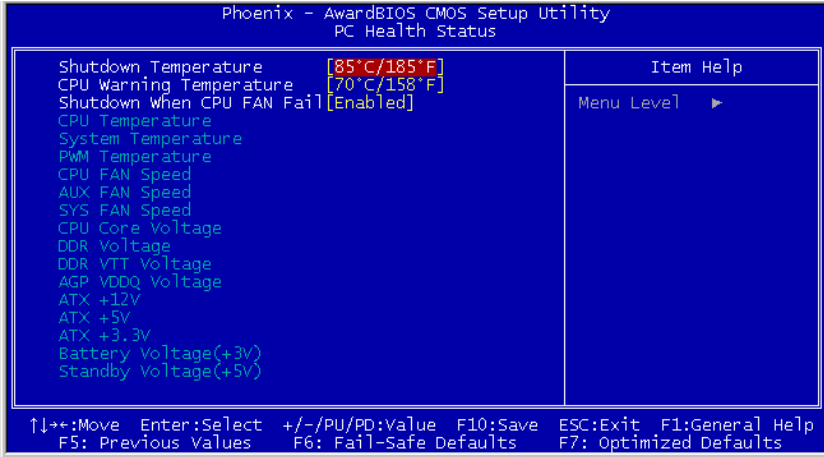 Phoenix - AwardBIOS CMOS Setup Utility
PC Health Status
Shutdown Temperature [85°C/185°F]
CPU Warning Temperature [70°C/158°F]
Shutdown When CPU FAN Fail[Enabled]
CPU Temperature
System Temperature
PWM Temperature
CPU FAN Speed
AUX FAN Speed
SYS FAN Speed
CPU Core Voltage
DDR Voltage
DDR VTT Voltage
AGP VDDQ Voltage
ATX +12V
ATX +5V
ATX +3.3V
Battery Voltage(+3V)
Standby Voltage(+5V)
Item Help
Menu Level ►
↑↓→←:Move Enter:Select +/-/PU/PD:Value F10:Save ESC:Exit F1:General Help
F5: Previous Values F6: Fail-Safe Defaults F7: Optimized Defaults